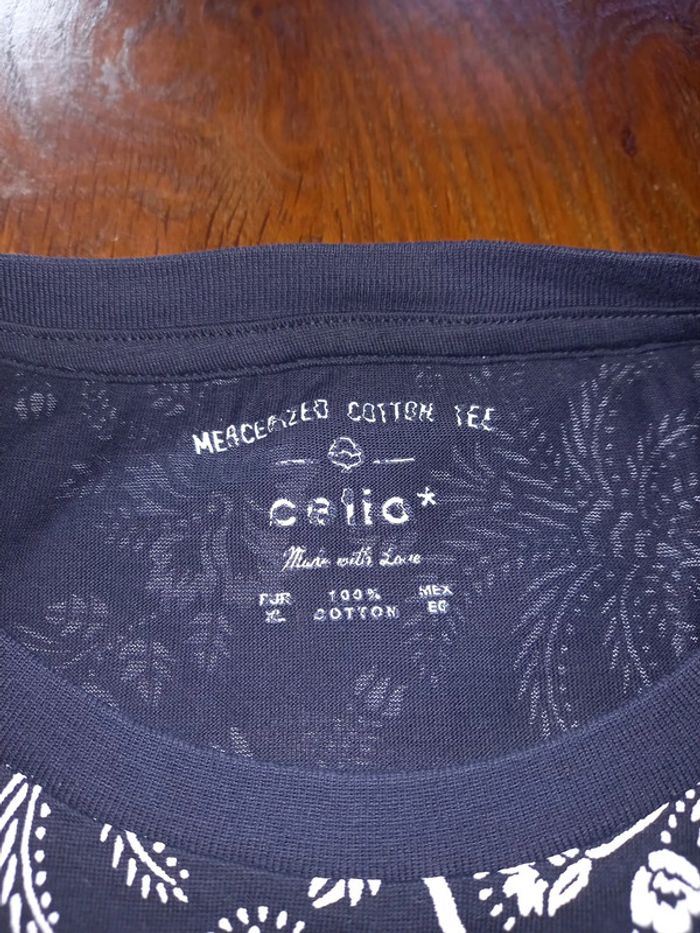 MERCERIZED COTTON TEE
celio*
Made with Love
EUR 100% MEX
XL COTTON EG